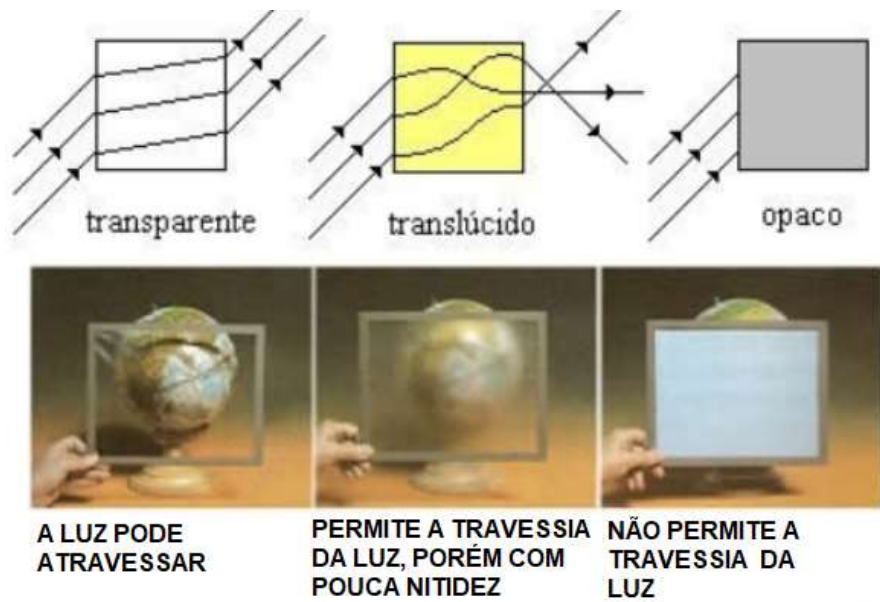 transparente
translúcido
opaco
A LUZ PODE
ATRAVESSAR
PERMITE A TRAVESSIA
DA LUZ, PORÉM COM
POUCA NITIDEZ
NÃO PERMITE A
TRAVESSIA DA
LUZ